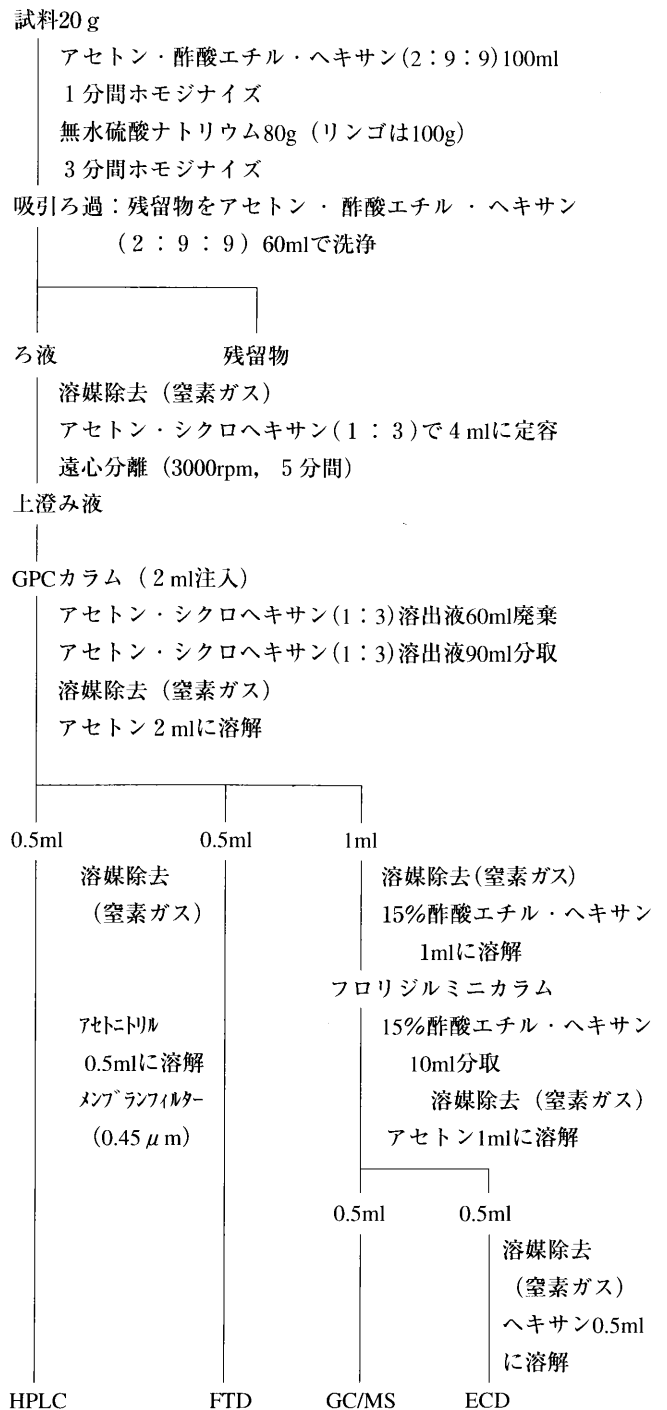 試料20 g
アセトン・酢酸エチル・ヘキサン(2:9:9)100ml
1分間ホモジナイズ
無水硫酸ナトリウム80g(リンゴは100g)
3分間ホモジナイズ
吸引ろ過:残留物をアセトン・酢酸エチル・ヘキサン
(2:9:9)60mlで洗浄
ろ液 残留物
溶媒除去(窒素ガス)
アセトン・シクロヘキサン(1:3)で4mlに定容
遠心分離(3000rpm, 5分間)
上澄み液
GPCカラム(2ml注入)
アセトン・シクロヘキサン(1:3)溶出液60ml廃棄
アセトン・シクロヘキサン(1:3)溶出液90ml分取
溶媒除去(窒素ガス)
アセトン2mlに溶解
0.5ml 0.5ml 1ml
溶媒除去
(窒素ガス)
アセトニトリル
0.5mlに溶解
メンブランフィルター
(0.45μm)
溶媒除去(窒素ガス)
15%酢酸エチル・ヘキサン
1mlに溶解
フロリジルミニカラム
15%酢酸エチル・ヘキサン
10ml分取
溶媒除去(窒素ガス)
アセトン1mlに溶解
0.5ml 0.5ml
溶媒除去
(窒素ガス)
ヘキサン0.5ml
に溶解
HPLC FTD GC/MS ECD